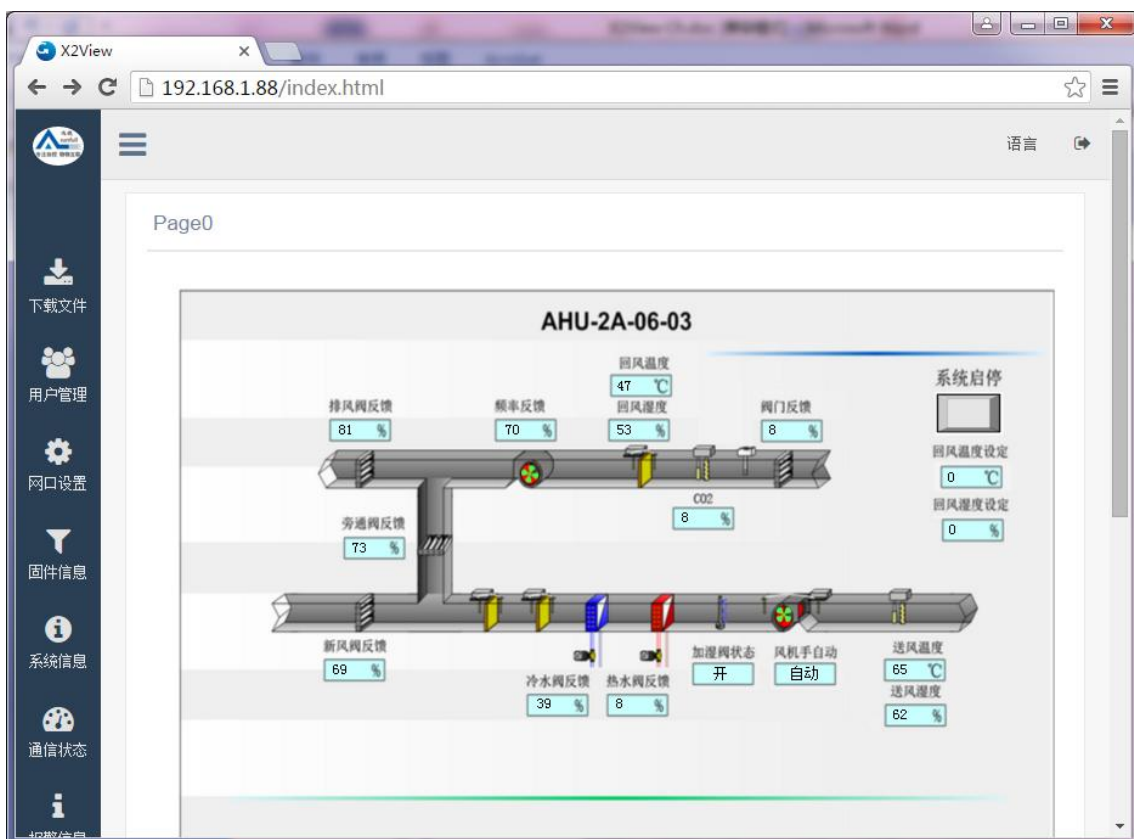 X2View
192.168.1.88/index.html
语言
Page0
下载文件
用户管理
网口设置
固件信息
系统信息
通信状态
报警信息
AHU-2A-06-03
回风温度
47 ℃
系统启停
排风阀反馈
频率反馈
回风湿度
阀门反馈
81 %
70 %
53 %
8 %
回风温度设定
0 ℃
CO2
回风湿度设定
8 %
0 %
旁通阀反馈
73 %
新风阀反馈
加湿阀状态
风机手自动
送风温度
69 %
开
自动
65 ℃
冷水阀反馈
热水阀反馈
送风湿度
39 %
8 %
62 %